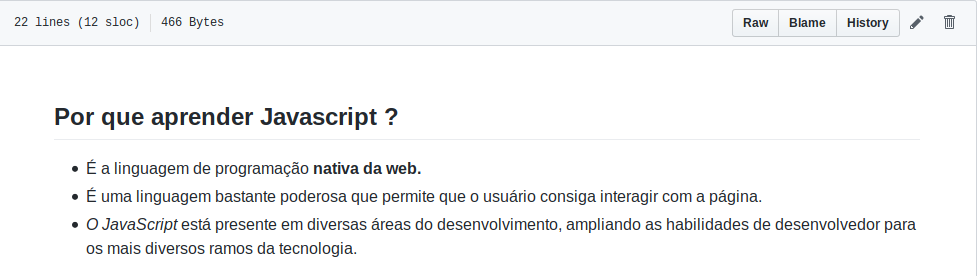 22 lines (12 sloc) 466 Bytes Raw Blame History
Por que aprender Javascript ?
É a linguagem de programação nativa da web.
É uma linguagem bastante poderosa que permite que o usuário consiga interagir com a página.
O JavaScript está presente em diversas áreas do desenvolvimento, ampliando as habilidades de desenvolvedor para
os mais diversos ramos da tecnologia.